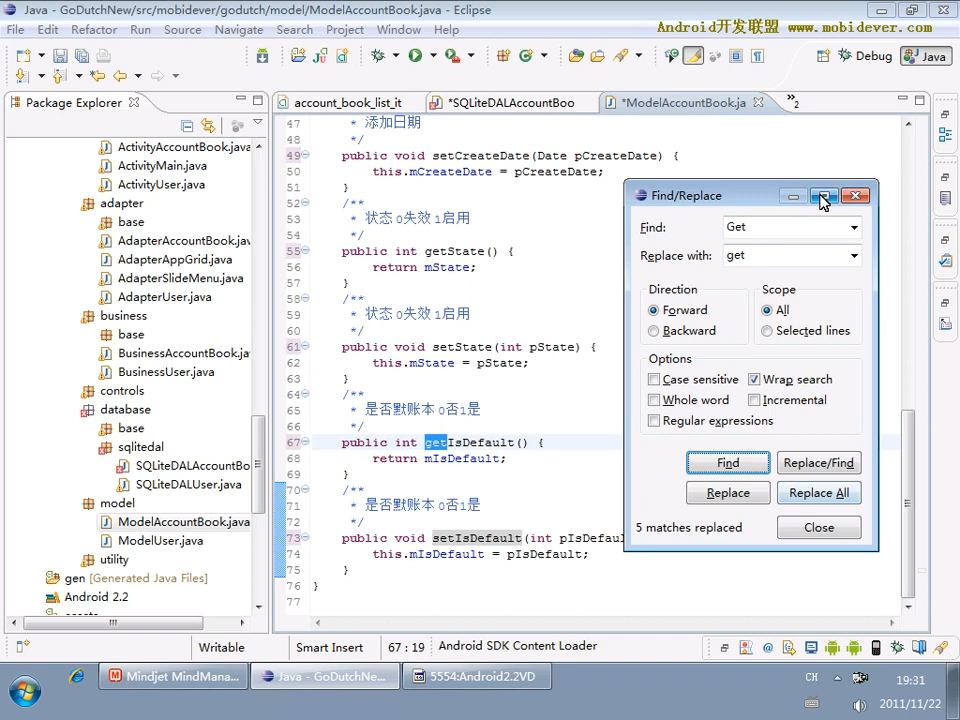 Java - GoDutchNew/src/mobidever/godutch/model/ModelAccountBook.java - Eclipse
File Edit Refactor Run Source Navigate Search Project Window Help
Android开发联盟 www.mobidever.com
Debug Java
Package Explorer
account_book_list_it
*SQLiteDALAccountBoo
*ModelAccountBook.ja
»2
ActivityAccountBook.java
ActivityMain.java
ActivityUser.java
adapter
base
AdapterAccountBook.jav
AdapterAppGrid.java
AdapterSlideMenu.java
AdapterUser.java
business
base
BusinessAccountBook.ja
BusinessUser.java
controls
database
base
sqlitedal
SQLiteDALAccountBo
SQLiteDALUser.java
model
ModelAccountBook.java
ModelUser.java
utility
gen [Generated Java Files]
Android 2.2
47 * 添加日期
48 */
49 public void setCreateDate(Date pCreateDate) {
50 this.mCreateDate = pCreateDate;
51 }
52 /**
53 * 状态 0失效 1启用
54 */
55 public int getState() {
56 return mState;
57 }
58 /**
59 * 状态 0失效 1启用
60 */
61 public void setState(int pState) {
62 this.mState = pState;
63 }
64 /**
65 * 是否默账本 0否1是
66 */
67 public int getIsDefault() {
68 return mIsDefault;
69 }
70 /**
71 * 是否默账本 0否1是
72 */
73 public void setIsDefault(int pIsDefau
74 this.mIsDefault = pIsDefault;
75 }
76 }
77
Find/Replace
Find: Get
Replace with: get
Direction
Forward
Backward
Scope
All
Selected lines
Options
Case sensitive Wrap search
Whole word Incremental
Regular expressions
Find Replace/Find
Replace Replace All
5 matches replaced Close
Writable Smart Insert 67 : 19 Android SDK Content Loader
Mindjet MindMana...
Java - GoDutchNe...
5554:Android2.2VD
CH
19:31
2011/11/22